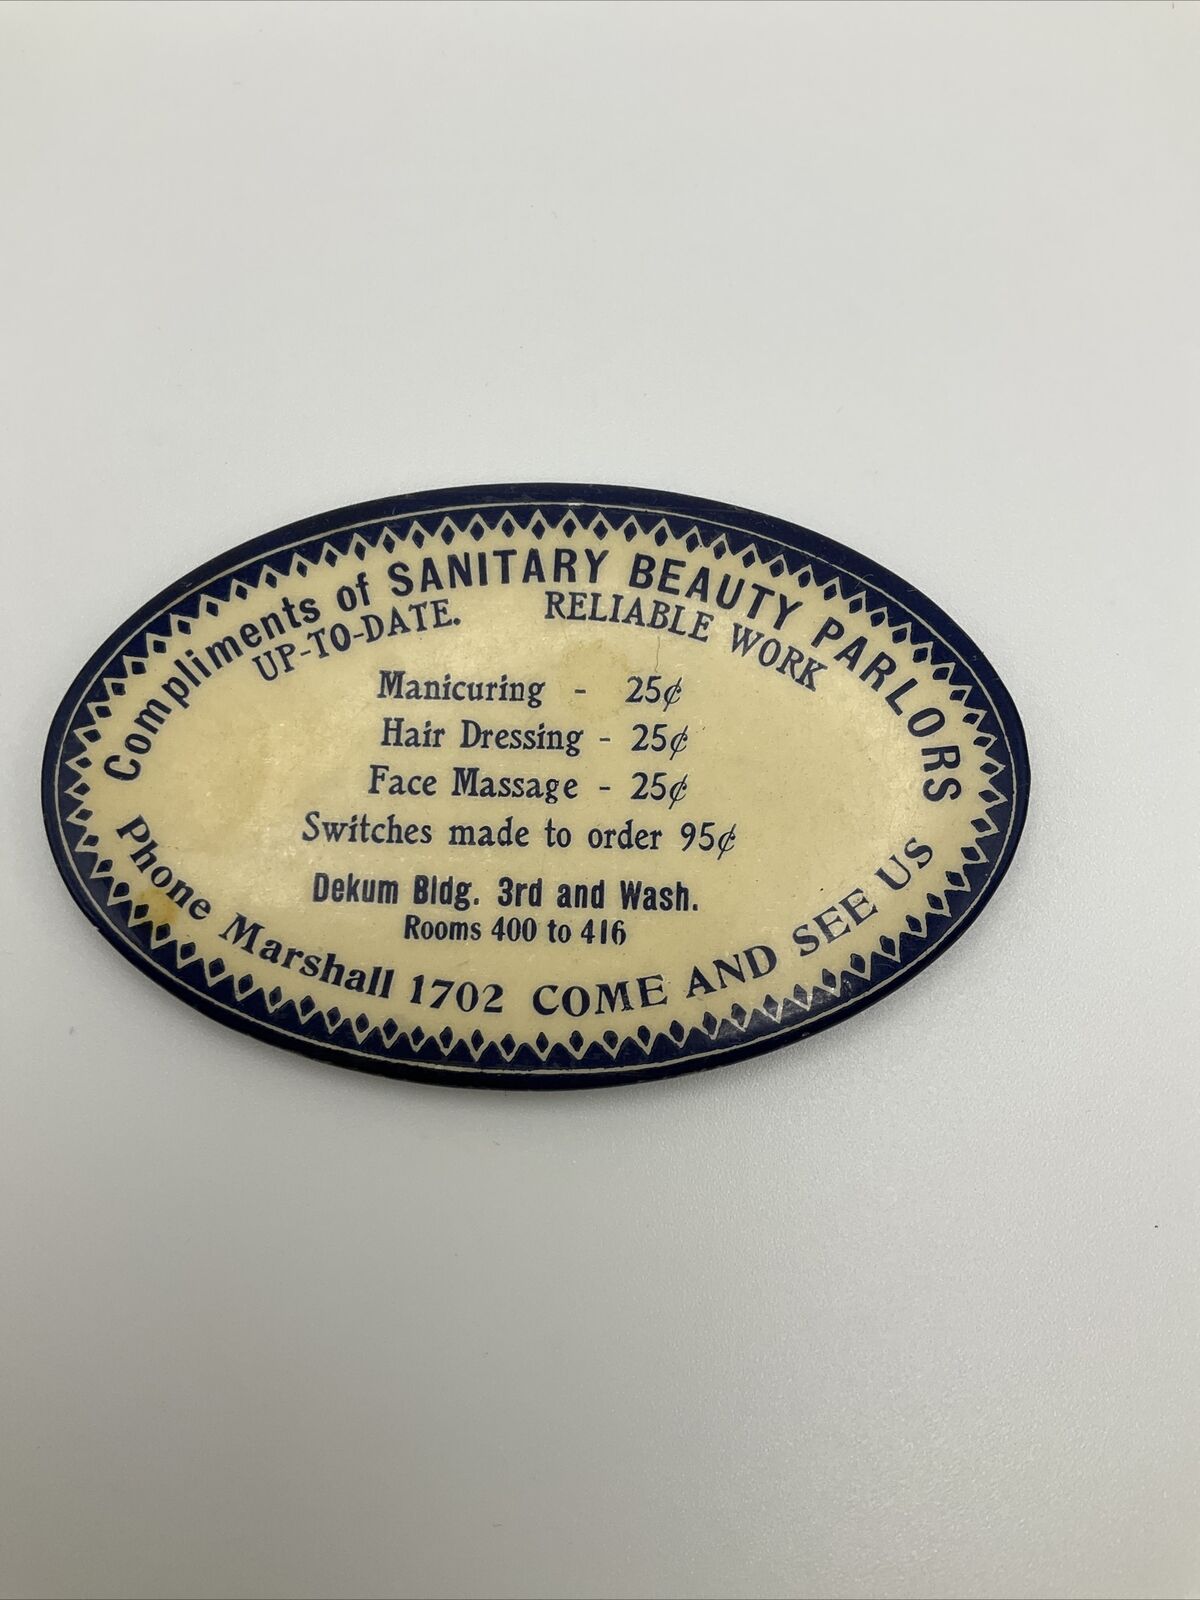 Compliments of SANITARY BEAUTY PARLORS
UP-TO-DATE. RELIABLE WORK
Manicuring - 25¢
Hair Dressing - 25¢
Face Massage - 25¢
Switches made to order 95¢
Dekum Bldg. 3rd and Wash.
Rooms 400 to 416
Phone Marshall 1702 COME AND SEE US